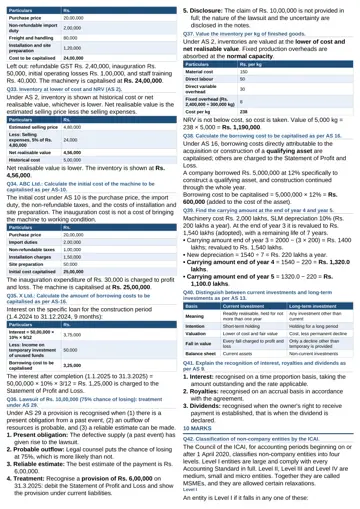 Particulars Rs.
Purchase price 20,00,000
Non-refundable import
duty 2,00,000
Freight and handling 80,000
Installation and site
preparation 1,20,000
Cost to be capitalised 24,00,000
Left out: refundable GST Rs. 2,40,000, inauguration Rs.
50,000, initial operating losses Rs. 1,00,000, and staff training
Rs. 40,000. The machinery is capitalised at Rs. 24,00,000.
Q33. Inventory at lower of cost and NRV (AS 2).
Under AS 2, inventory is shown at historical cost or net
realisable value, whichever is lower. Net realisable value is the
estimated selling price less the selling expenses.
Particulars Rs.
Estimated selling price 4,80,000
Less: Selling
expenses, 5% of Rs. 24,000
4,80,000
Net realisable value 4,56,000
Historical cost 5,00,000
Net realisable value is lower. The inventory is shown at Rs.
4,56,000.
Q34. ABC Ltd.: Calculate the initial cost of the machine to be
capitalised as per AS-10.
The initial cost under AS 10 is the purchase price, the import
duty, the non-refundable taxes, and the costs of installation and
site preparation. The inauguration cost is not a cost of bringing
the machine to working condition.
Particulars Rs.
Purchase price 20,00,000
Import duties 2,00,000
Non-refundable taxes 1,00,000
Installation charges 1,50,000
Site preparation 50,000
Initial cost capitalised 25,00,000
The inauguration expenditure of Rs. 30,000 is charged to profit
and loss. The machine is capitalised at Rs. 25,00,000.
Q35. X Ltd.: Calculate the amount of borrowing costs to be
capitalised as per AS-16.
Interest on the specific loan for the construction period
(1.4.2024 to 31.12.2024, 9 months):
Particulars Rs.
Interest = 50,00,000 ×
10% × 9/12 3,75,000
Less: Income on
temporary investment 50,000
of unused funds
Borrowing cost to be
capitalised 3,25,000
The interest after completion (1.1.2025 to 31.3.2025) =
50,00,000 × 10% × 3/12 = Rs. 1,25,000 is charged to the
Statement of Profit and Loss.
Q36. Lawsuit of Rs. 10,00,000 (75% chance of losing): treatment
under AS 29.
Under AS 29 a provision is recognised when (1) there is a
present obligation from a past event, (2) an outflow of
resources is probable, and (3) a reliable estimate can be made.
1. Present obligation: The defective supply (a past event) has
given rise to the lawsuit.
2. Probable outflow: Legal counsel puts the chance of losing
at 75%, which is more likely than not.
3. Reliable estimate: The best estimate of the payment is Rs.
6,00,000.
4. Treatment: Recognise a provision of Rs. 6,00,000 on
31.3.2025: debit the Statement of Profit and Loss and show
the provision under current liabilities.
5. Disclosure: The claim of Rs. 10,00,000 is not provided in
full; the nature of the lawsuit and the uncertainty are
disclosed in the notes.
Q37. Value the inventory per kg of finished goods.
Under AS 2, inventories are valued at the lower of cost and
net realisable value. Fixed production overheads are
absorbed at the normal capacity.
Particulars Rs. per kg
Material cost 150
Direct labour 50
Direct variable
overhead 30
Fixed overhead (Rs.
2,40,000 ÷ 300,000 kg) 8
Cost per kg 238
NRV is not below cost, so cost is taken. Value of 5,000 kg =
238 × 5,000 = Rs. 1,190,000.
Q38. Calculate the borrowing cost to be capitalised as per AS 16.
Under AS 16, borrowing costs directly attributable to the
acquisition or construction of a qualifying asset are
capitalised; others are charged to the Statement of Profit and
Loss.
A company borrowed Rs. 5,000,000 at 12% specifically to
construct a qualifying asset, and construction continued
through the whole year.
Borrowing cost to be capitalised = 5,000,000 × 12% = Rs.
600,000 (added to the cost of the asset).
Q39. Find the carrying amount at the end of year 4 and year 5.
Machinery cost Rs. 2,000 lakhs, SLM depreciation 10% (Rs.
200 lakhs a year). At the end of year 3 it is revalued to Rs.
1,540 lakhs (adopted), with a remaining life of 7 years.
• Carrying amount end of year 3 = 2000 − (3 × 200) = Rs. 1400
lakhs; revalued to Rs. 1,540 lakhs.
• New depreciation = 1540 ÷ 7 = Rs. 220 lakhs a year.
• Carrying amount end of year 4 = 1540 − 220 = Rs. 1,320.0
lakhs.
• Carrying amount end of year 5 = 1320.0 − 220 = Rs.
1,100.0 lakhs.
Q40. Distinguish between current investments and long-term
investments as per AS 13.
Basis Current investment Long-term investment
Meaning Readily realisable, held for not more than one year Any investment other than current
Intention Short-term holding Holding for a long period
Valuation Lower of cost and fair value Cost, less permanent decline
Fall in value Every fall charged to profit and loss Only a decline other than temporary is provided
Balance sheet Current assets Non-current investments
Q41. Explain the recognition of interest, royalties and dividends as
per AS 9.
1. Interest: recognised on a time proportion basis, taking the
amount outstanding and the rate applicable.
2. Royalties: recognised on an accrual basis in accordance
with the agreement.
3. Dividends: recognised when the owner's right to receive
payment is established, that is when the dividend is
declared.
10 MARKS
Q42. Classification of non-company entities by the ICAI.
The Council of the ICAI, for accounting periods beginning on or
after 1 April 2020, classifies non-company entities into four
levels. Level I entities are large and comply with every
Accounting Standard in full. Level II, Level III and Level IV are
medium, small and micro entities. Together they are called
MSMEs, and they are allowed certain relaxations.
Level I
An entity is Level I if it falls in any one of these: